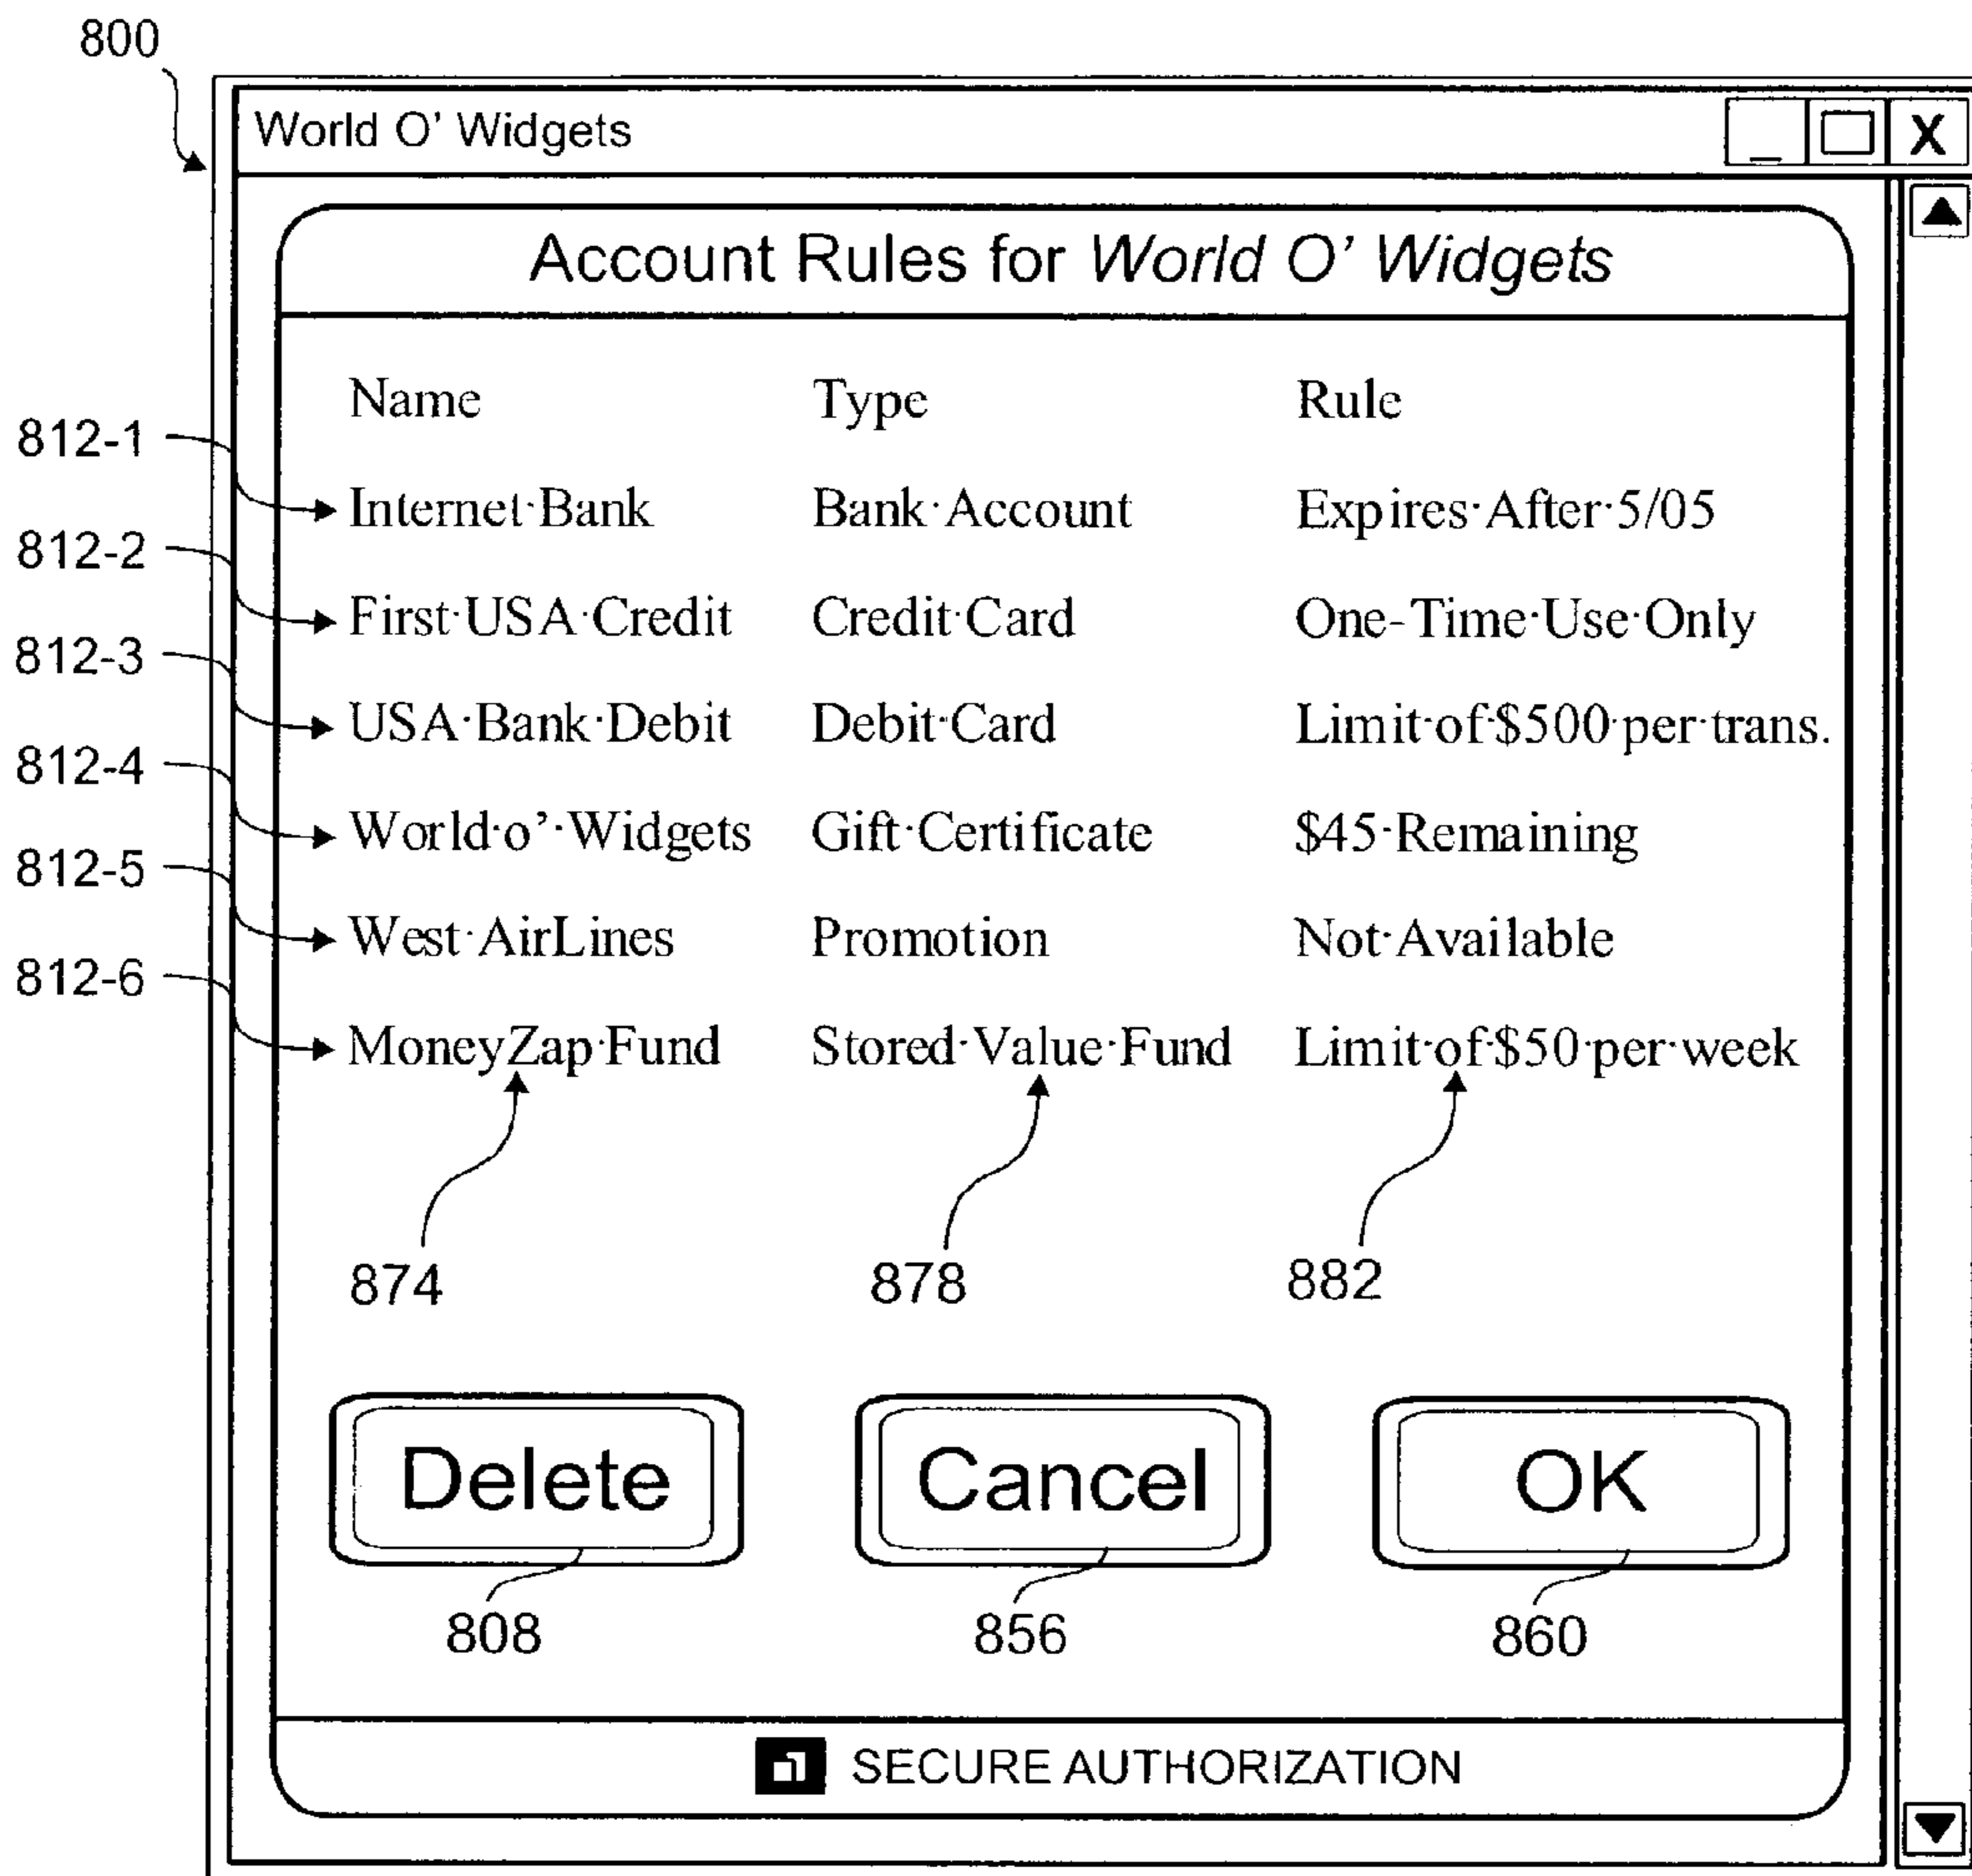 800
World O' Widgets
X
Account Rules for World O' Widgets
Name Type Rule
812-1
Internet·Bank Bank·Account Expires·After·5/05
812-2
First·USA·Credit Credit·Card One-Time·Use·Only
812-3
USA·Bank·Debit Debit·Card Limit·of·$500·per·trans.
812-4
World·o'·Widgets Gift·Certificate $45·Remaining
812-5
West·AirLines Promotion Not·Available
812-6
MoneyZap·Fund Stored·Value·Fund Limit·of·$50·per·week
874 878 882
Delete Cancel OK
808 856 860
SECURE AUTHORIZATION